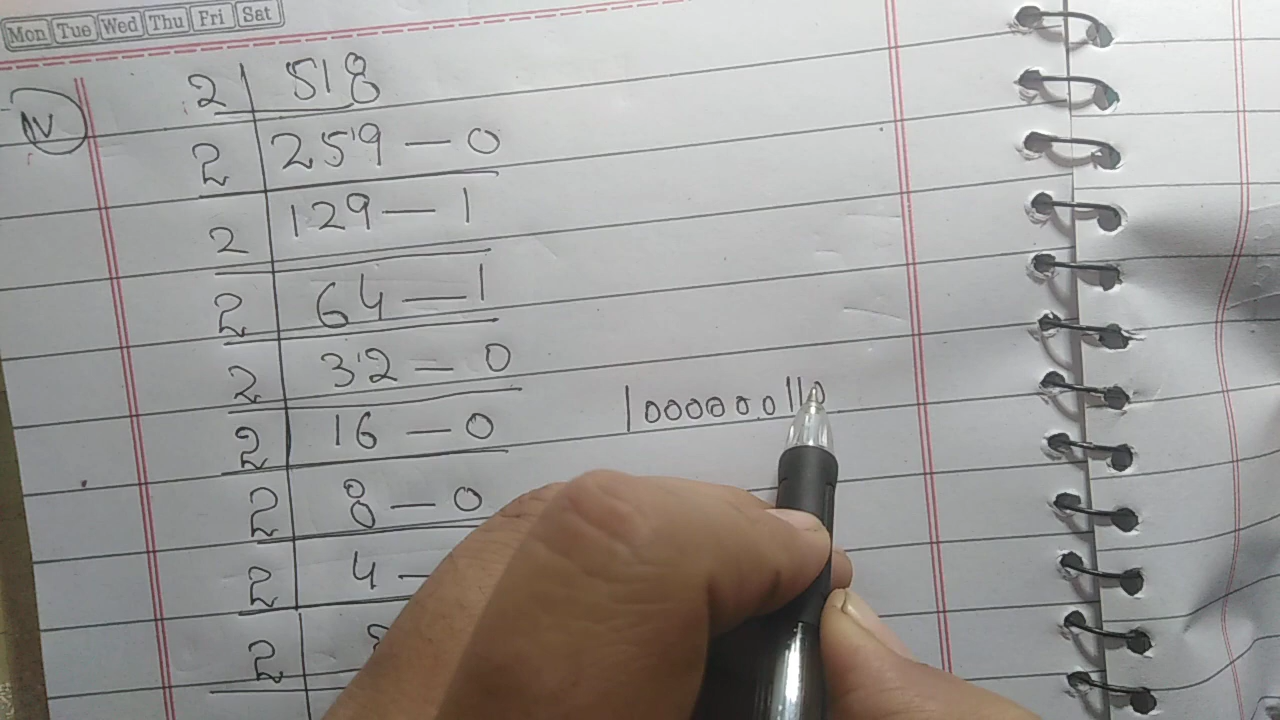 Mon Tue Wed Thu Fri Sat
IV
2 | 518
2 | 259 — 0
2 | 129 — 1
2 | 64 — 1
2 | 32 — 0
2 | 16 — 0
2 | 8 — 0
2 | 4 —
2
1000000110